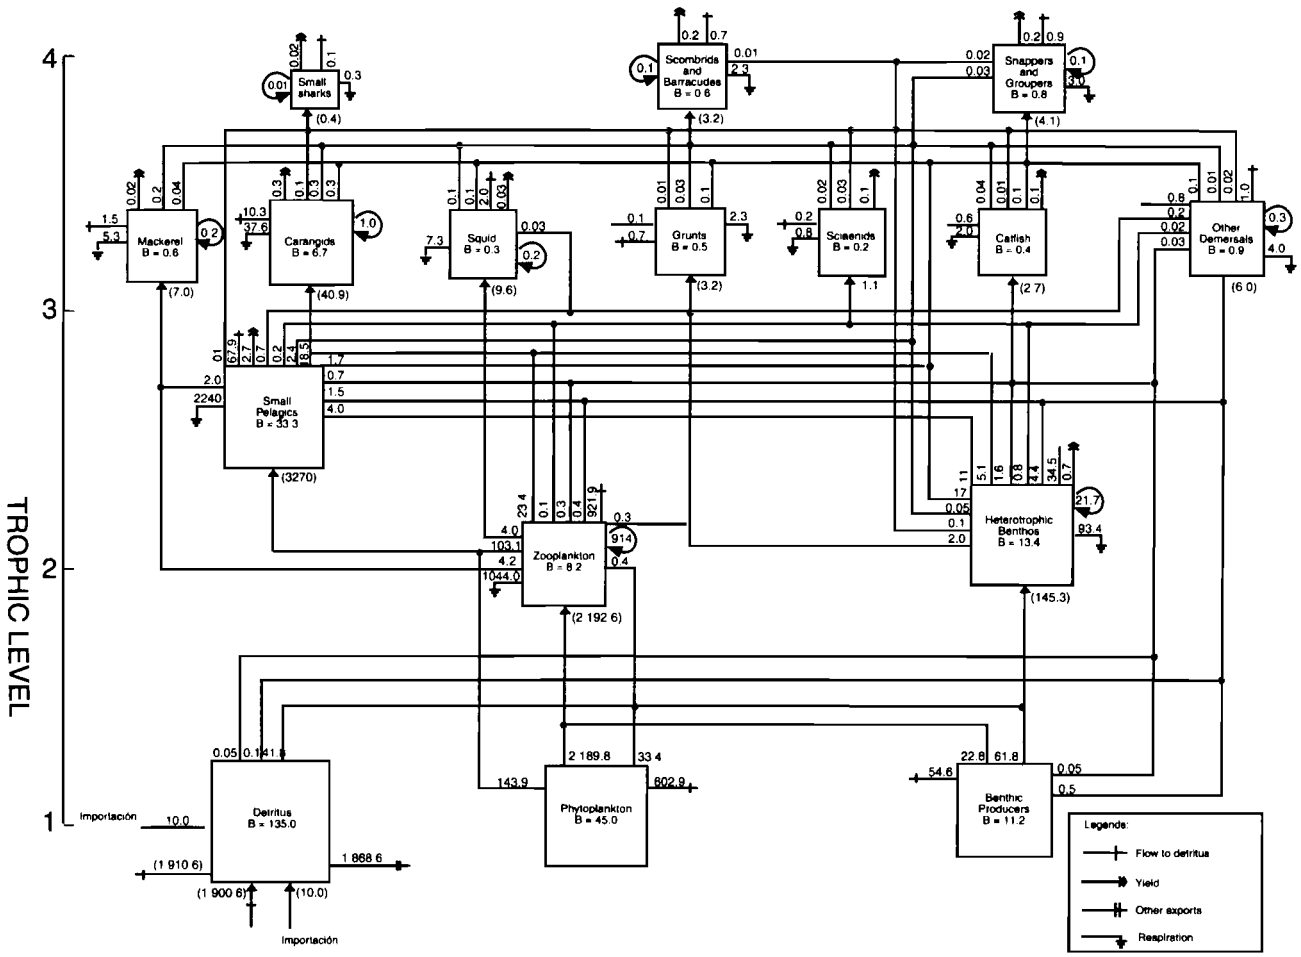 4
3
2
1
TROPHIC LEVEL
0.02
0.1
0.01
Small
sharks
0.3
(0.4)
0.2
0.7
0.1
Scombrids
and
Barracudes
B = 0 6
0.01
2.3
(3.2)
0.2
0.9
0.02
0.03
Snappers
and
Groupers
B = 0.8
0.1
3.0
(4.1)
0.02
0.2
0.04
1.5
5.3
Mackerel
B = 0.6
0.2
(7.0)
0.3
0.1
0.3
0.3
10.3
37.6
Carangids
B = 6.7
1.0
(40.9)
0.1
0.1
2.0
0.03
7.3
Squid
B = 0.3
0.03
0.2
(9.6)
0.01
0.03
0.1
0.1
0.7
Grunts
B = 0.5
2.3
(3.2)
0.02
0.03
0.1
0.2
0.8
Sciaenids
B = 0.2
1.1
0.04
0.1
0.1
0.1
0.6
2.0
Catfish
B = 0.4
(2 7)
0.1
0.01
0.02
1.0
0.8
0.2
0.02
0.03
Other
Demersals
B = 0.9
0.3
4.0
(6 0)
01
67.9
2.7
0.7
0.2
2.4
18.5
2.0
2240
Small
Pelagics
B = 33 3
1.7
0.7
1.5
4.0
(3270)
23.4
0.1
0.3
0.4
921.9
4.0
103.1
4.2
1044.0
Zooplankton
B = 8.2
0.3
914
0.4
(2 192 6)
11
5.1
1.6
0.8
4.4
34.5
0.7
17
0.05
0.1
2.0
Heterotrophic
Benthos
B = 13.4
21.7
93.4
(145.3)
0.05
Detritus
B = 135.0
Importación
10.0
(1 910 6)
1 868 6
(1 900 6)
(10.0)
Importación
2 189.8
33 4
143.9
602.9
Phytoplankton
B = 45.0
22.8
61.8
54.6
Benthic
Producers
B = 11.2
0.05
0.5
Legends:
Flow to detritus
Yield
Other exports
Respiration